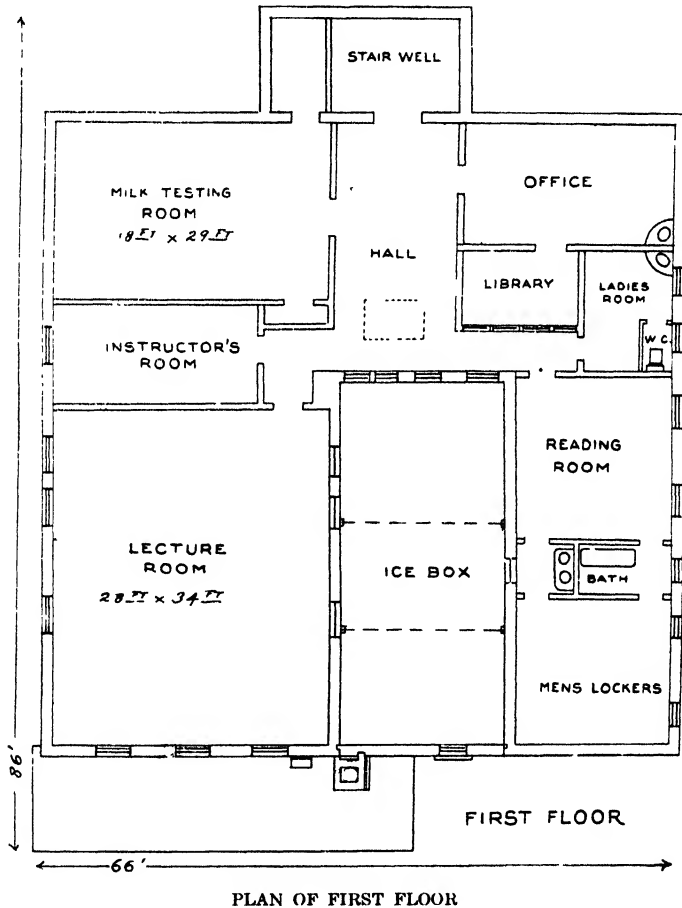 STAIR WELL
MILK TESTING
ROOM
18 FT × 29 FT
OFFICE
HALL
LIBRARY
LADIES
ROOM
W.C.
INSTRUCTOR'S
ROOM
READING
ROOM
LECTURE
ROOM
28 FT × 34 FT
ICE BOX
BATH
MENS LOCKERS
86'
FIRST FLOOR
66'
PLAN OF FIRST FLOOR